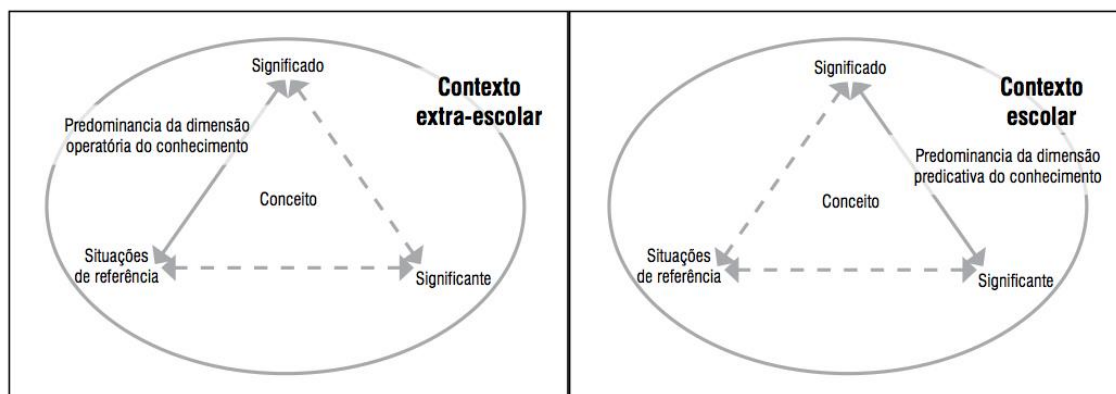 Significado
Contexto
extra-escolar
Predominancia da dimensão
operatória do conhecimento
Conceito
Situações
de referência
Significante
Significado
Contexto
escolar
Predominancia da dimensão
predicativa do conhecimento
Conceito
Situações
de referência
Significante